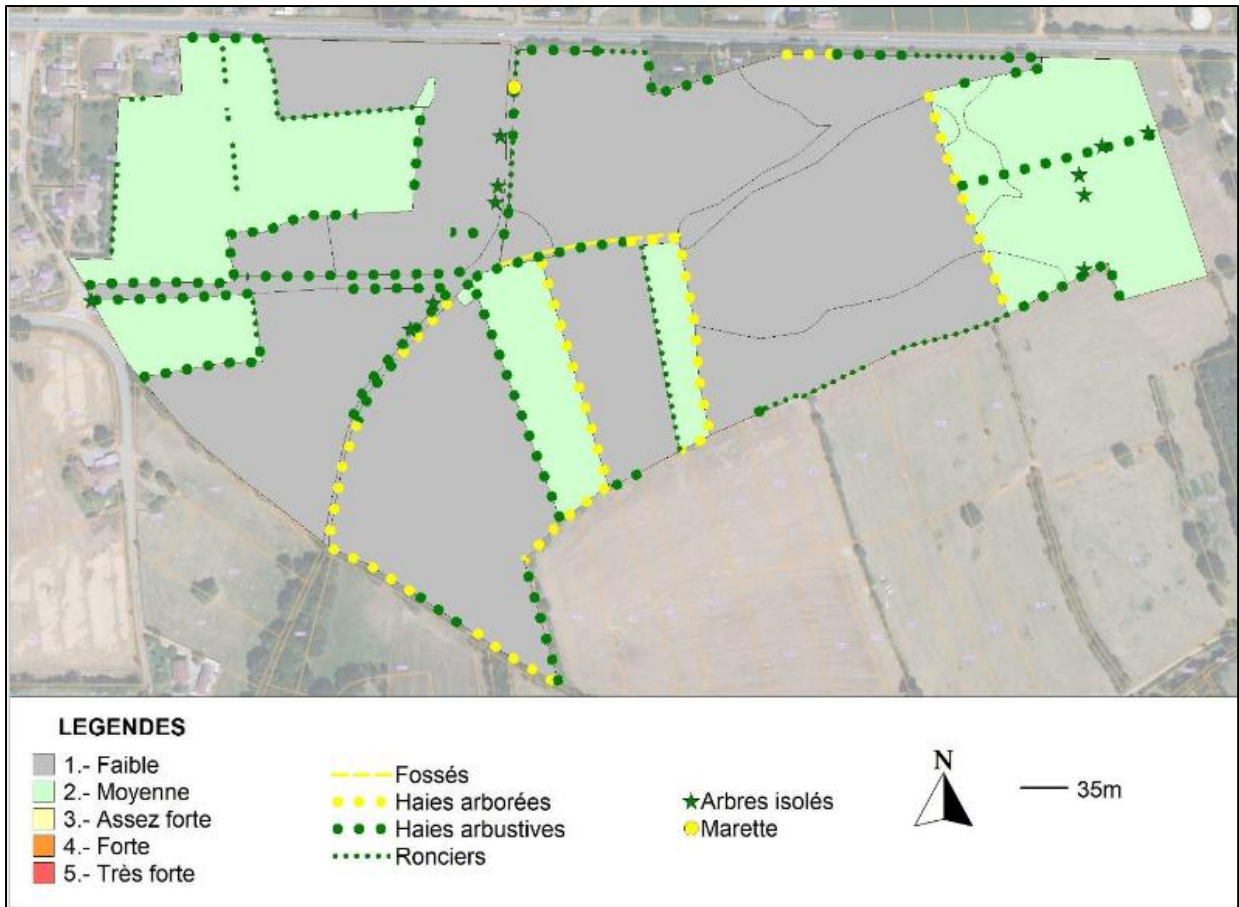 LEGENDES
1.- Faible
2.- Moyenne
3.- Assez forte
4.- Forte
5.- Très forte
Fossés
Haies arborées
Haies arbustives
Ronciers
Arbres isolés
Marette
N
35m